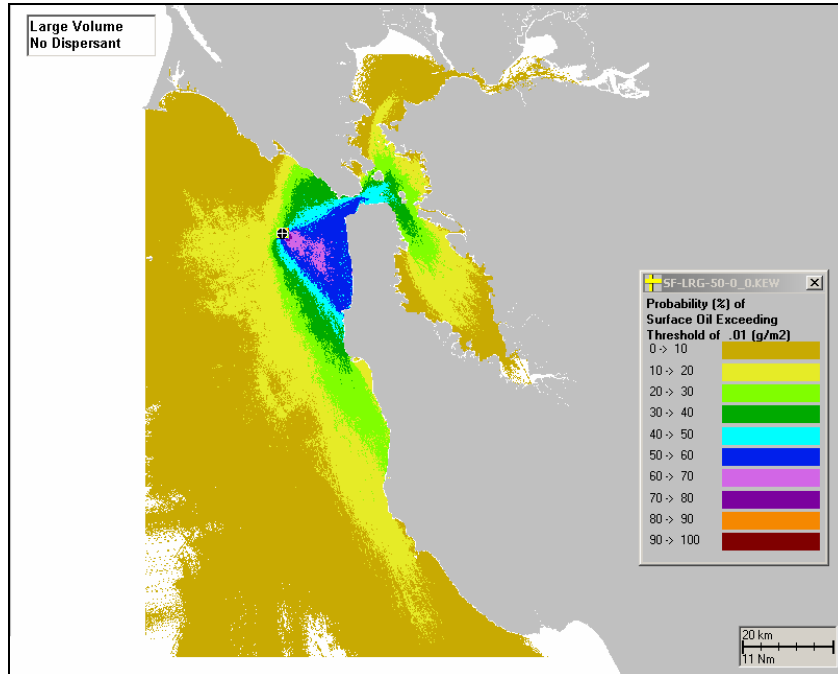 Large Volume
No Dispersant
SF-LRG-50-0_0.KEW
Probability (%) of
Surface Oil Exceeding
Threshold of .01 (g/m2)
0 -> 10
10 -> 20
20 -> 30
30 -> 40
40 -> 50
50 -> 60
60 -> 70
70 -> 80
80 -> 90
90 -> 100
20 km
11 Nm